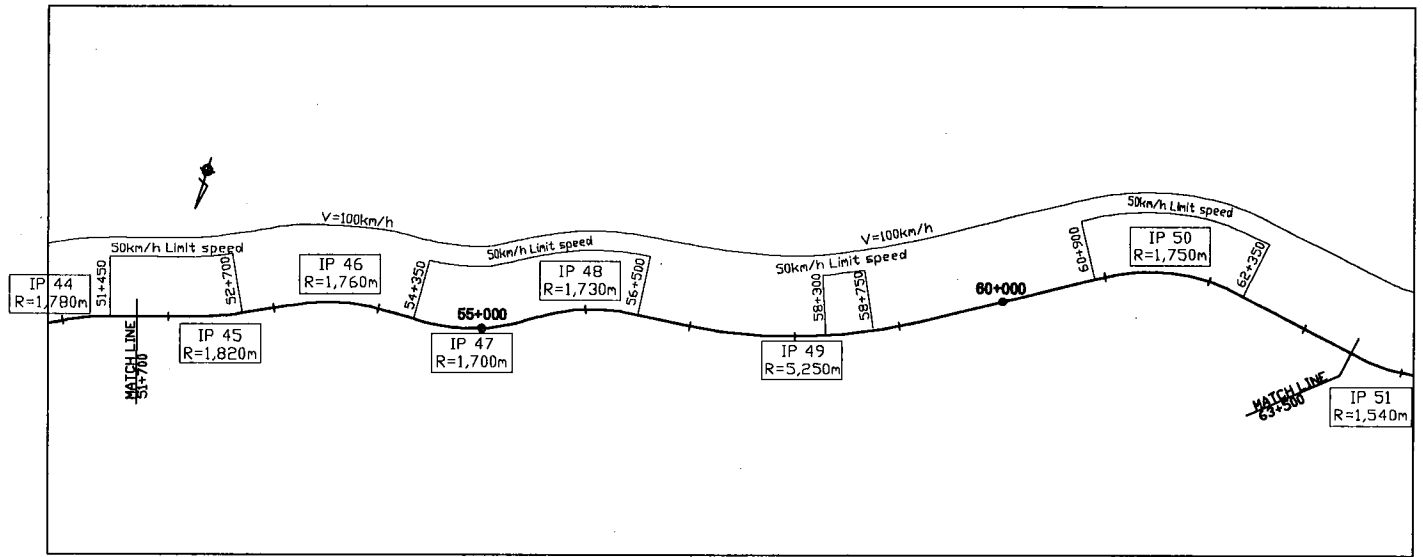 V=100km/h
50km/h Limit speed
51+450
52+700
IP 44
R=1,780m
MATCH LINE
51+700
IP 45
R=1,820m
IP 46
R=1,760m
54+350
50km/h Limit speed
56+500
55+000
IP 47
R=1,700m
IP 48
R=1,730m
V=100km/h
50km/h Limit speed
58+300
58+750
IP 49
R=5,250m
60+000
60+900
50km/h Limit speed
62+350
IP 50
R=1,750m
MATCH LINE
63+500
IP 51
R=1,540m